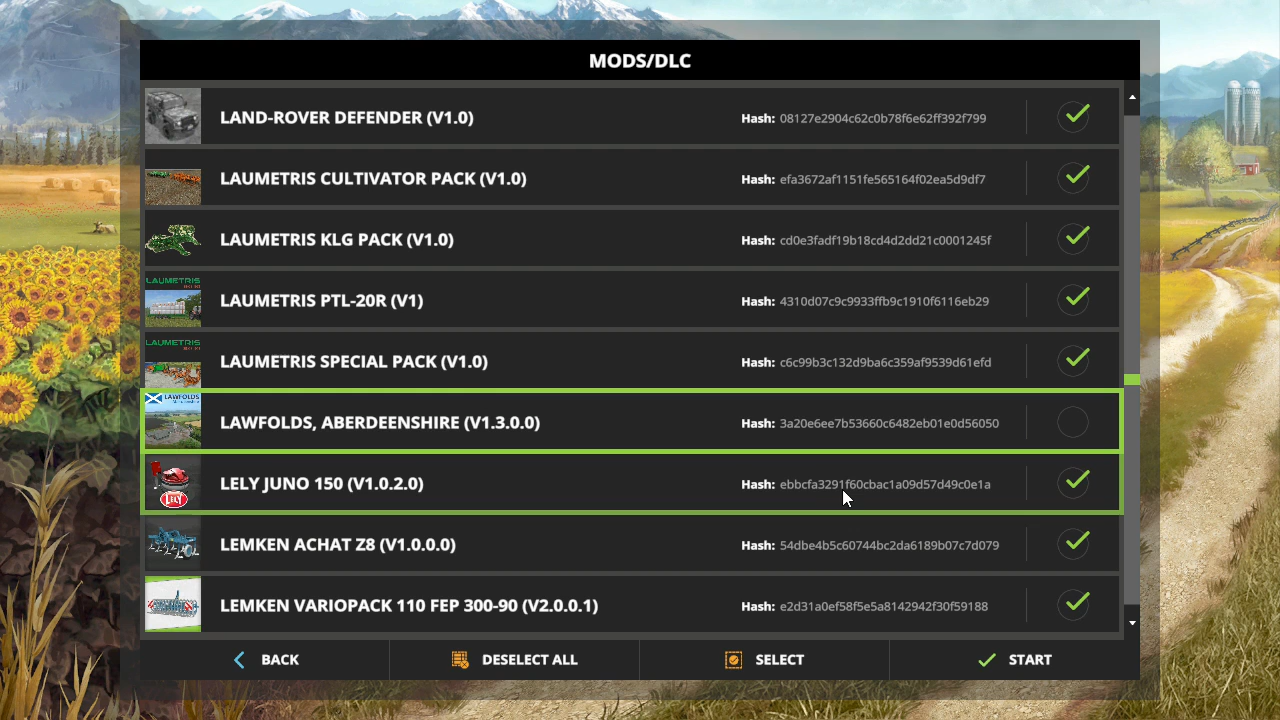 MODS/DLC
LAND-ROVER DEFENDER (V1.0) Hash: 08127e2904c62c0b78f6e62ff392f799
LAUMETRIS CULTIVATOR PACK (V1.0) Hash: efa3672af1151fe565164f02ea5d9df7
LAUMETRIS KLG PACK (V1.0) Hash: cd0e3fadf19b18cd4d2dd21c0001245f
LAUMETRIS
LAUMETRIS PTL-20R (V1) Hash: 4310d07c9c9933ffb9c1910f6116eb29
LAUMETRIS
LAUMETRIS SPECIAL PACK (V1.0) Hash: c6c99b3c132d9ba6c359af9539d61efd
LAWFOLDS
LAWFOLDS, ABERDEENSHIRE (V1.3.0.0) Hash: 3a20e6ee7b53660c6482eb01e0d56050
LELY JUNO 150 (V1.0.2.0) Hash: ebbcfa3291f60cbac1a09d57d49c0e1a
LELY
LEMKEN ACHAT Z8 (V1.0.0.0) Hash: 54dbe4b5c60744bc2da6189b07c7d079
LEMKEN VARIOPACK 110 FEP 300-90 (V2.0.0.1) Hash: e2d31a0ef58f5e5a8142942f30f59188
BACK DESELECT ALL SELECT START